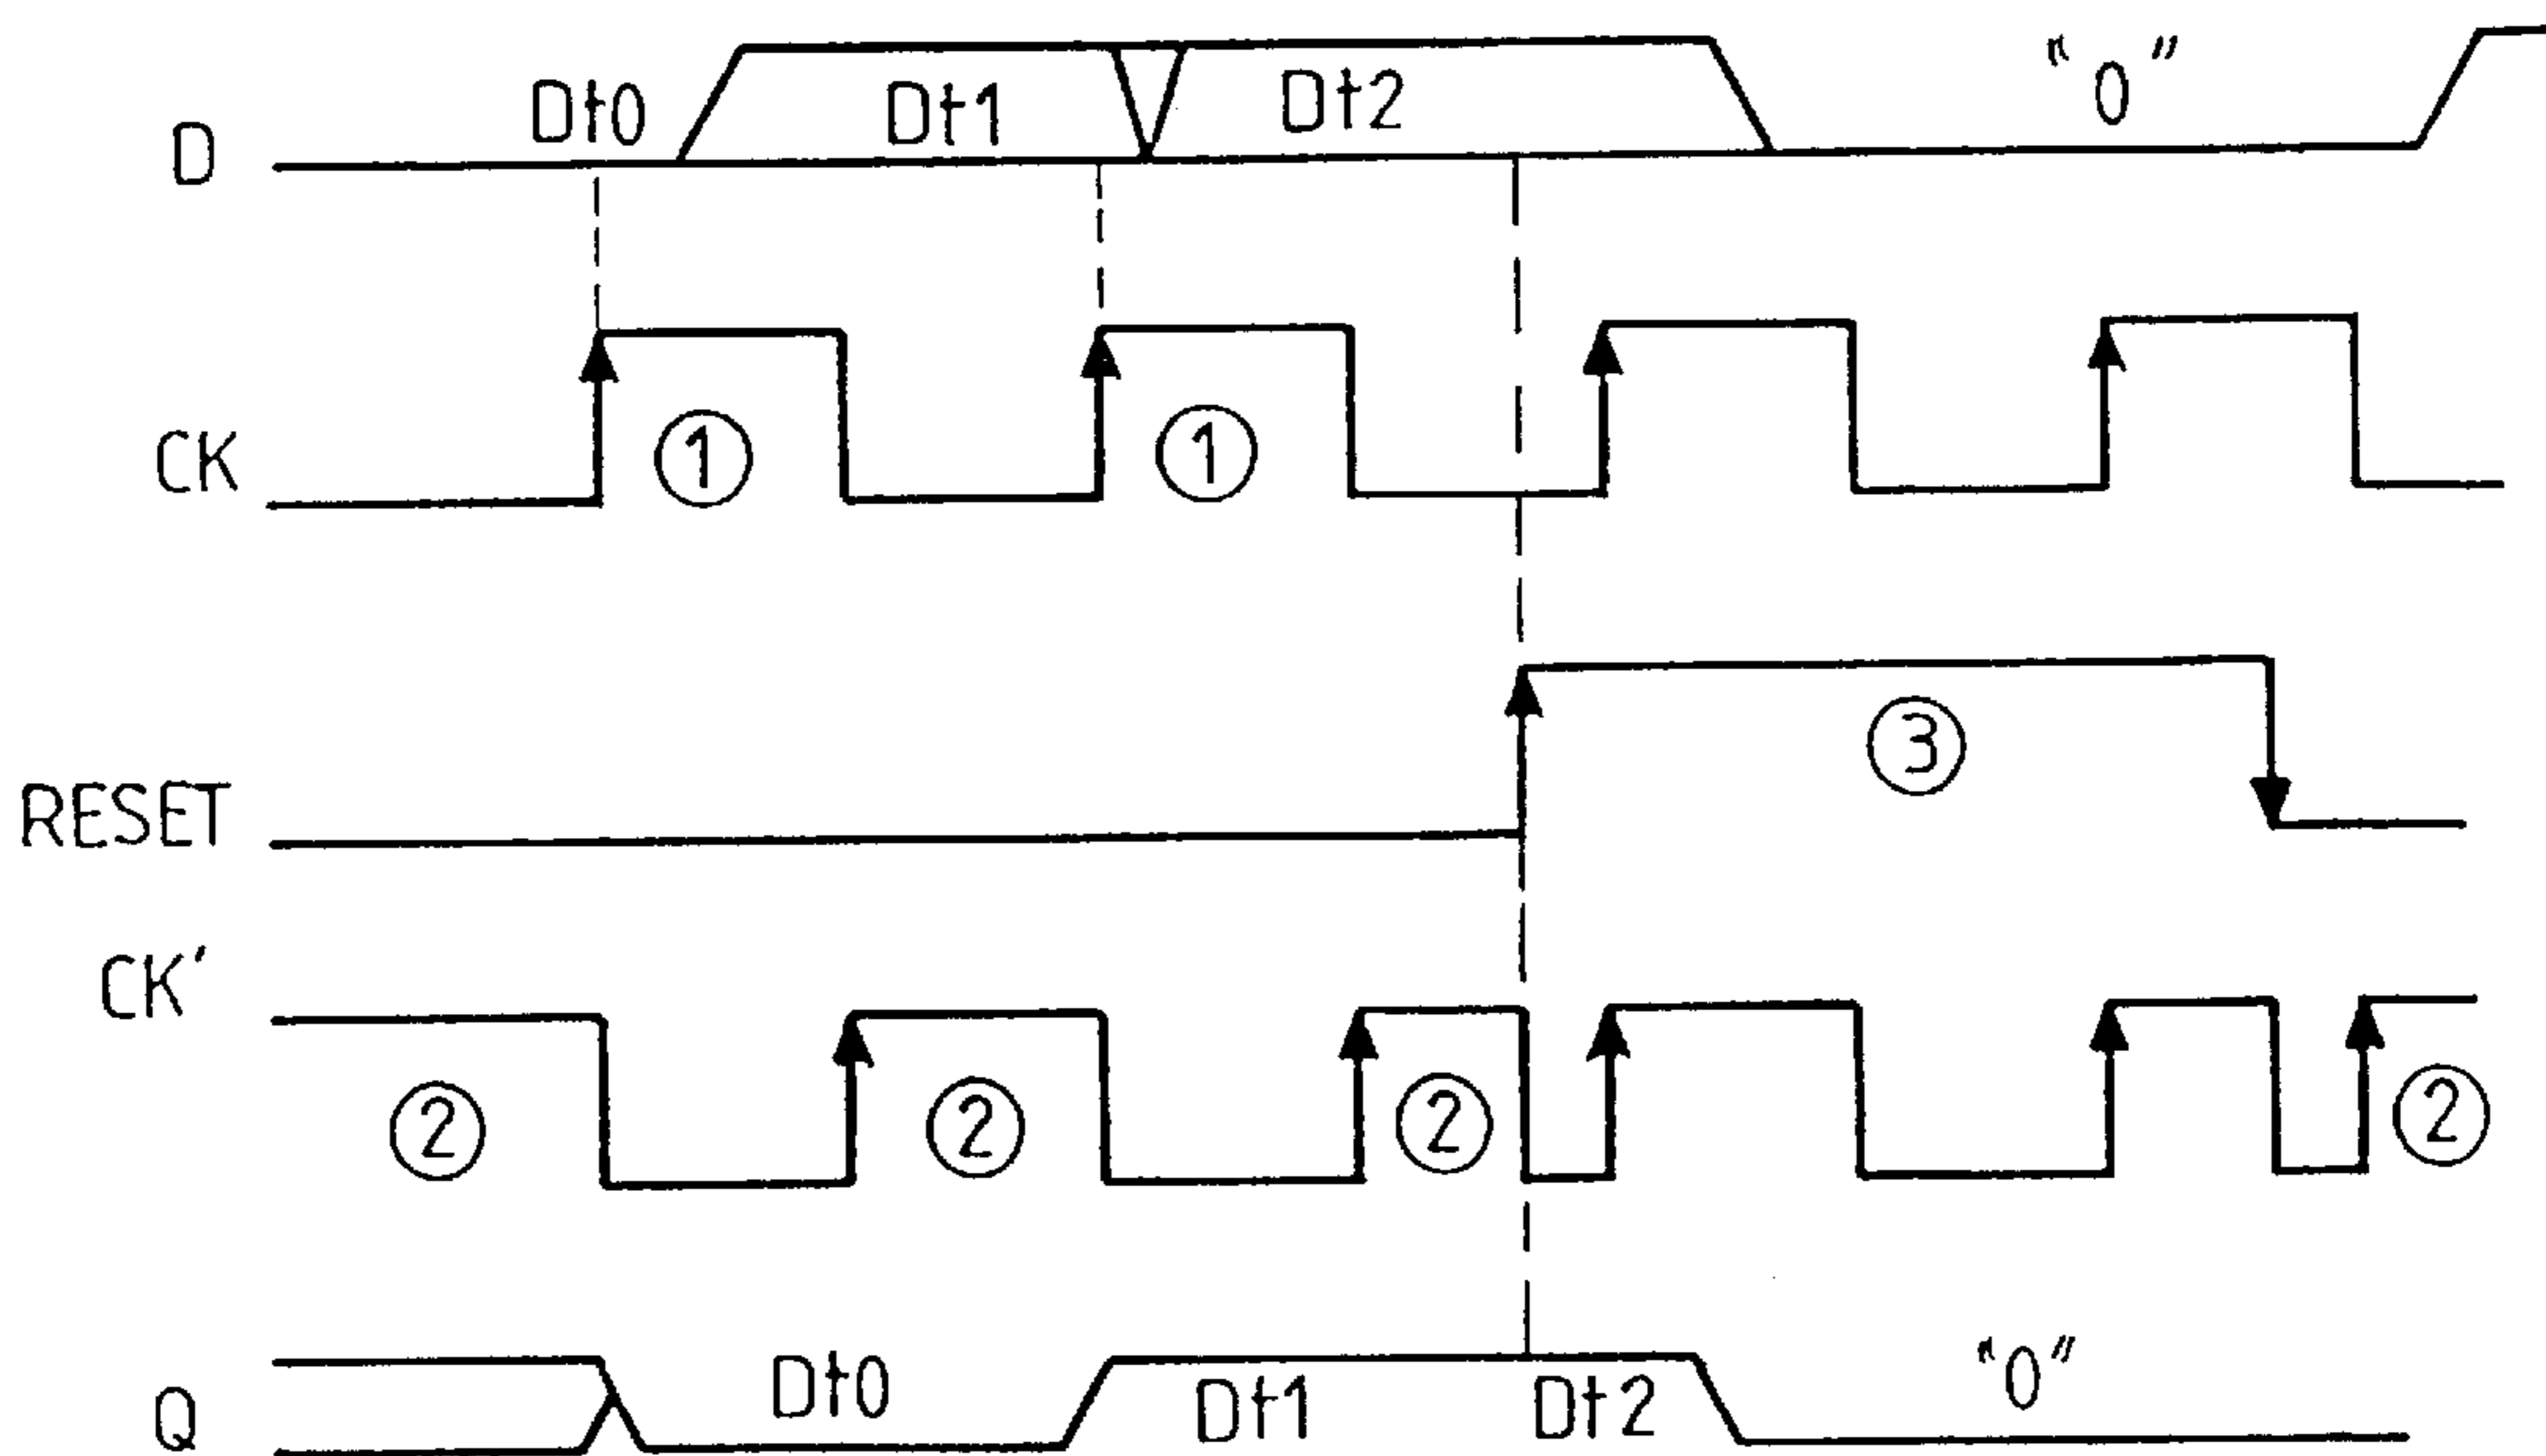 D Dt0 Dt1 Dt2 "0"
CK ① ①
RESET ③
CK' ② ② ② ②
Q Dt0 Dt1 Dt2 "0"